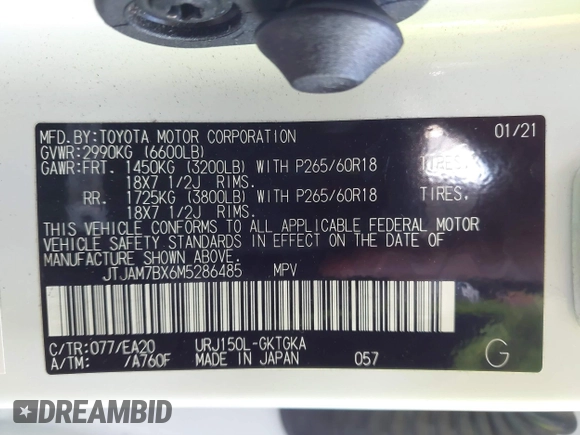 MFD.BY:TOYOTA MOTOR CORPORATION 01/21
GVWR:2990KG (6600LB)
GAWR:FRT. 1450KG (3200LB) WITH P265/60R18 TIRES,
18X7 1/2J RIMS.
RR. 1725KG (3800LB) WITH P265/60R18 TIRES,
18X7 1/2J RIMS.
THIS VEHICLE CONFORMS TO ALL APPLICABLE FEDERAL MOTOR
VEHICLE SAFETY STANDARDS IN EFFECT ON THE DATE OF
MANUFACTURE SHOWN ABOVE.
JTJAM7BX6M5286485 MPV
C/TR:077/EA20 URJ150L-GKTGKA
A/TM: /A760F MADE IN JAPAN 057 G
DREAMBID